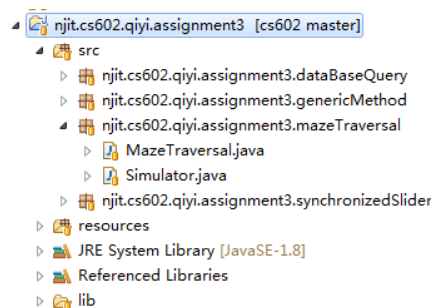 njit.cs602.qiyi.assignment3 [cs602 master]
src
njit.cs602.qiyi.assignment3.dataBaseQuery
njit.cs602.qiyi.assignment3.genericMethod
njit.cs602.qiyi.assignment3.mazeTraversal
MazeTraversal.java
Simulator.java
njit.cs602.qiyi.assignment3.synchronizedSlider
resources
JRE System Library [JavaSE-1.8]
Referenced Libraries
lib